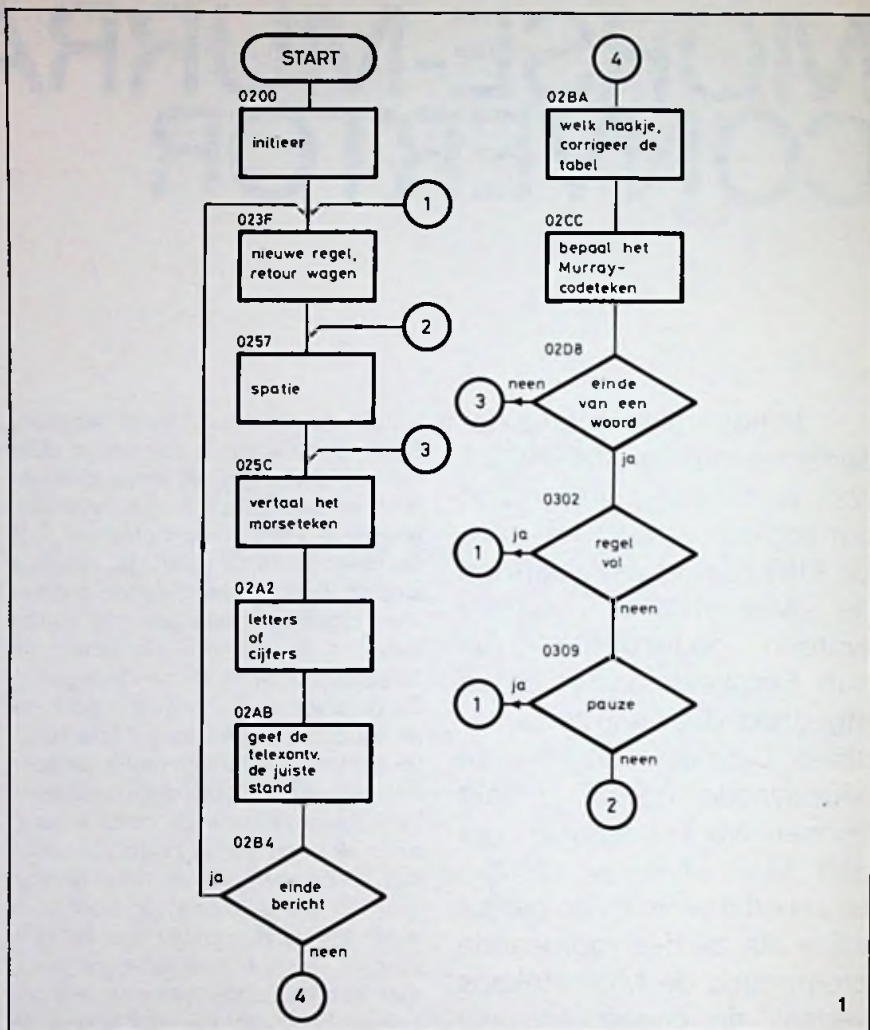 START
0200
initieer
1
023F
nieuwe regel,
retour wagen
2
0257
spatie
3
025C
vertaal het
morseteken
02A2
letters
of
cijfers
02AB
geef de
telexontv.
de juiste
stand
02B4
ja
einde
bericht
neen
4
4
02BA
welk haakje,
corrigeer de
tabel
02CC
bepaal het
Murray-
codeteken
02D8
neen
3
einde
van een
woord
ja
0302
ja
1
regel
vol
neen
0309
ja
1
pauze
neen
2
1